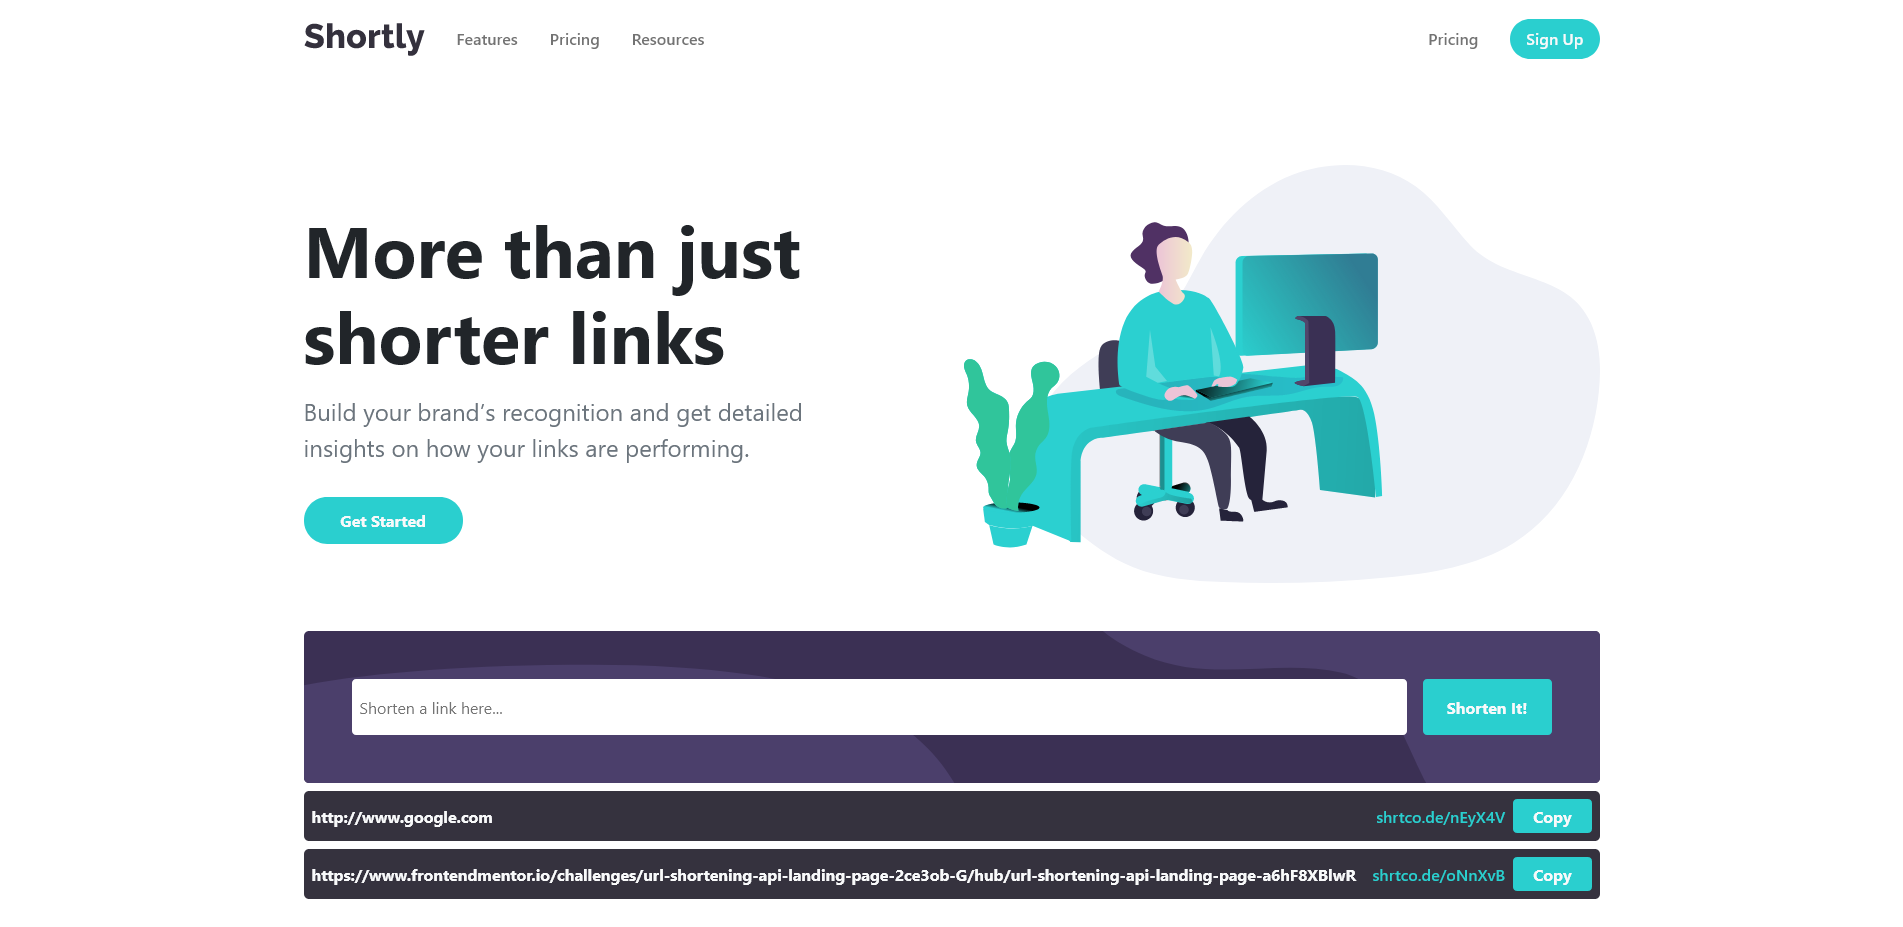 Shortly Features Pricing Resources Pricing Sign Up
More than just
shorter links
Build your brand’s recognition and get detailed
insights on how your links are performing.
Get Started
Shorten a link here... Shorten It!
http://www.google.com shrtco.de/nEyX4V Copy
https://www.frontendmentor.io/challenges/url-shortening-api-landing-page-2ce3ob-G/hub/url-shortening-api-landing-page-a6hF8XBlwR shrtco.de/oNnXvB Copy